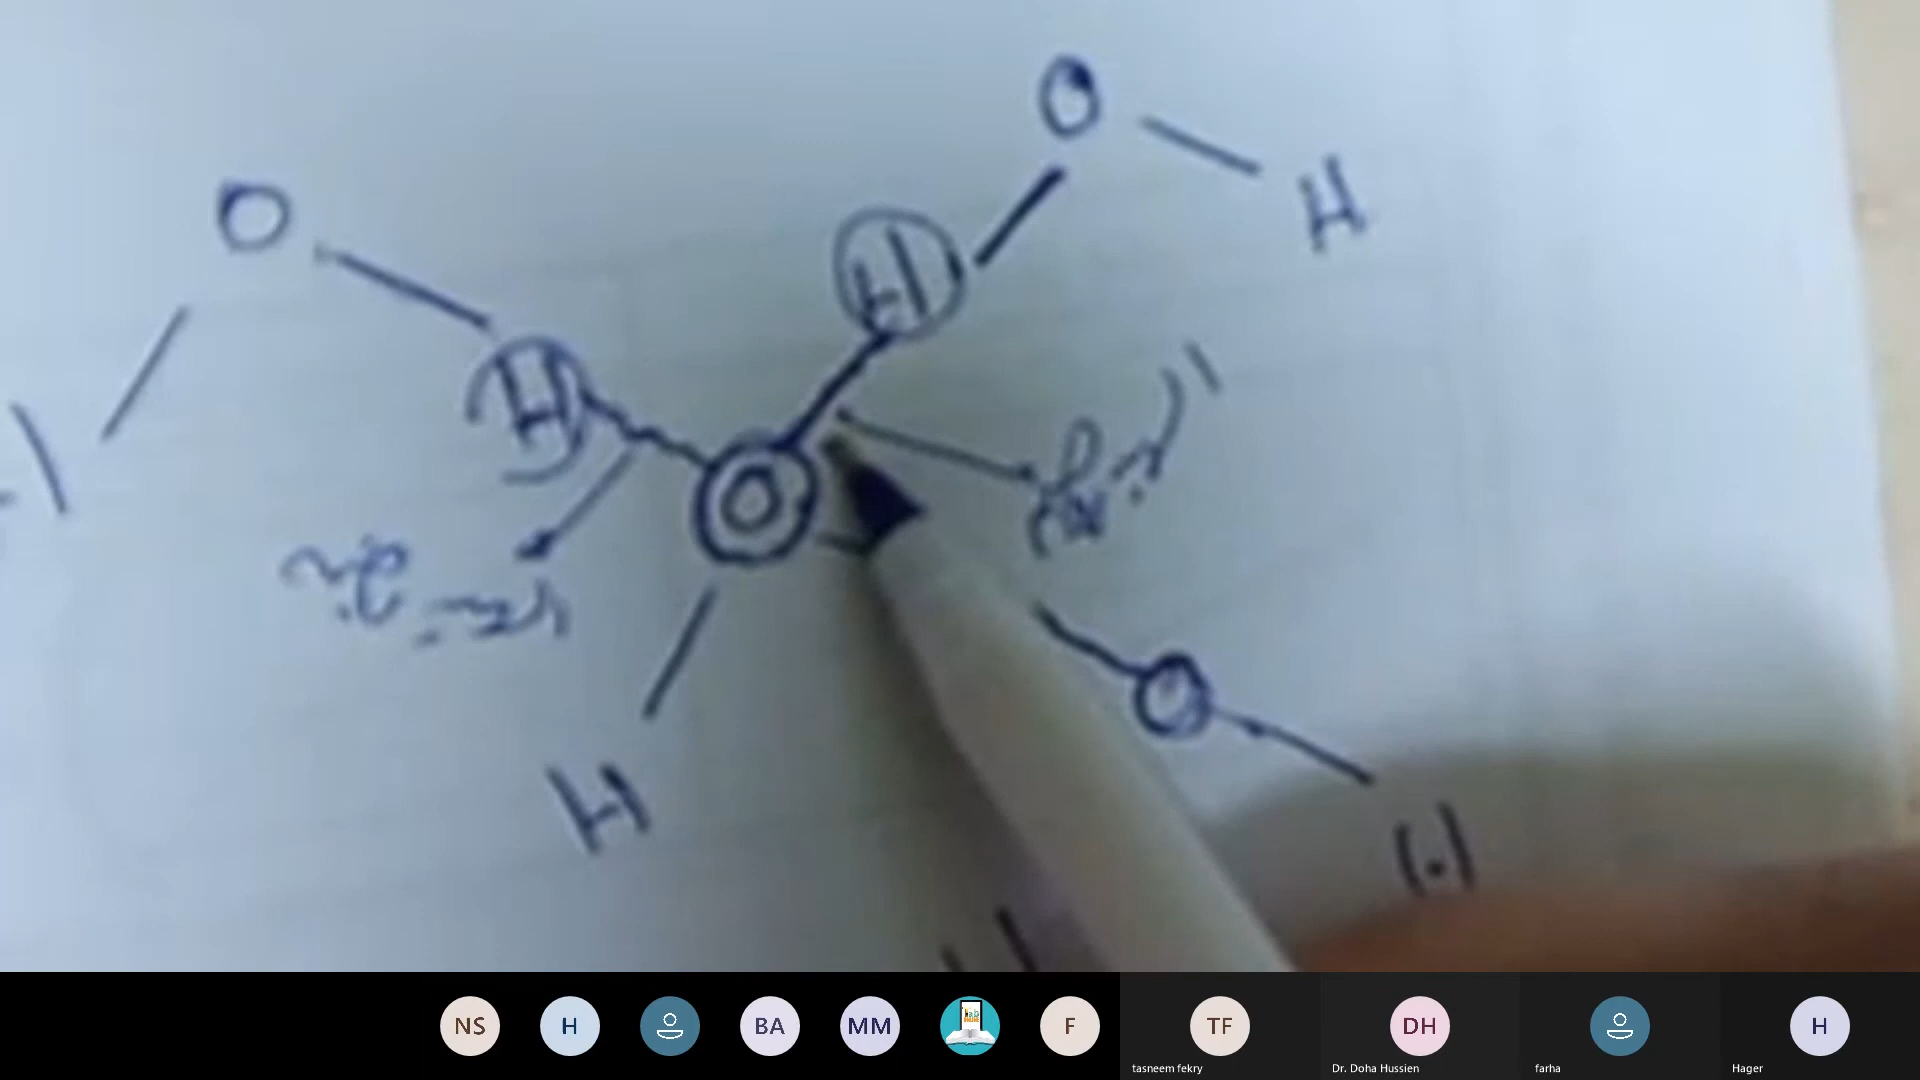 O
H
O
H
H
O
H
O
H
NS
H
BA
MM
F
TF
DH
H
tasneem fekry
Dr. Doha Hussien
farha
Hager